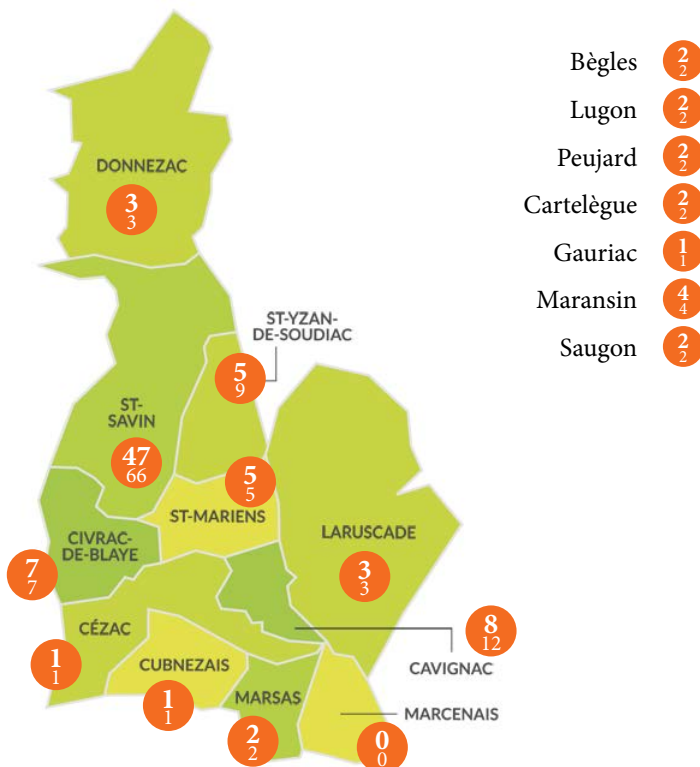 Bègles 2
2
Lugon 2
2
Peujard 2
2
Cartelègue 2
2
Gauriac 1
1
Maransin 4
4
Saugon 2
2
DONNEZAC
3
3
ST-YZAN-
DE-SOUDIAC
5
9
ST-
SAVIN
47
66
5
5
ST-MARIENS
LARUSCADE
3
3
CIVRAC-
DE-BLAYE
7
7
CÉZAC
1
1
8
12
CAVIGNAC
CUBNEZAIS
1
1
MARSAS
2
2
MARCENAIS
0
0